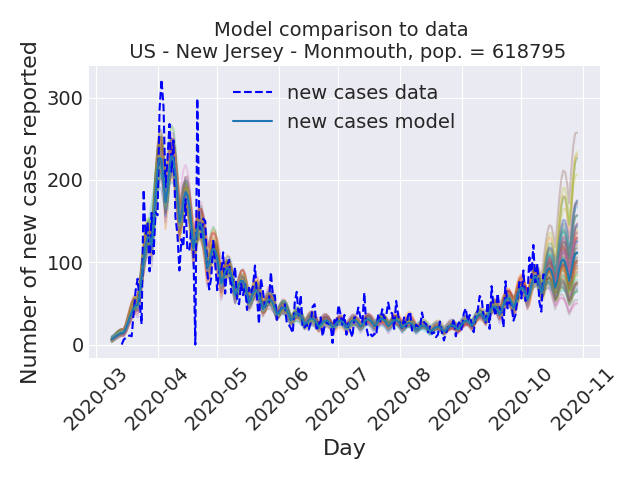 Model comparison to data
US - New Jersey - Monmouth, pop. = 618795
new cases data
new cases model
Number of new cases reported
300
200
100
0
2020-03
2020-04
2020-05
2020-06
2020-07
2020-08
2020-09
2020-10
2020-11
Day